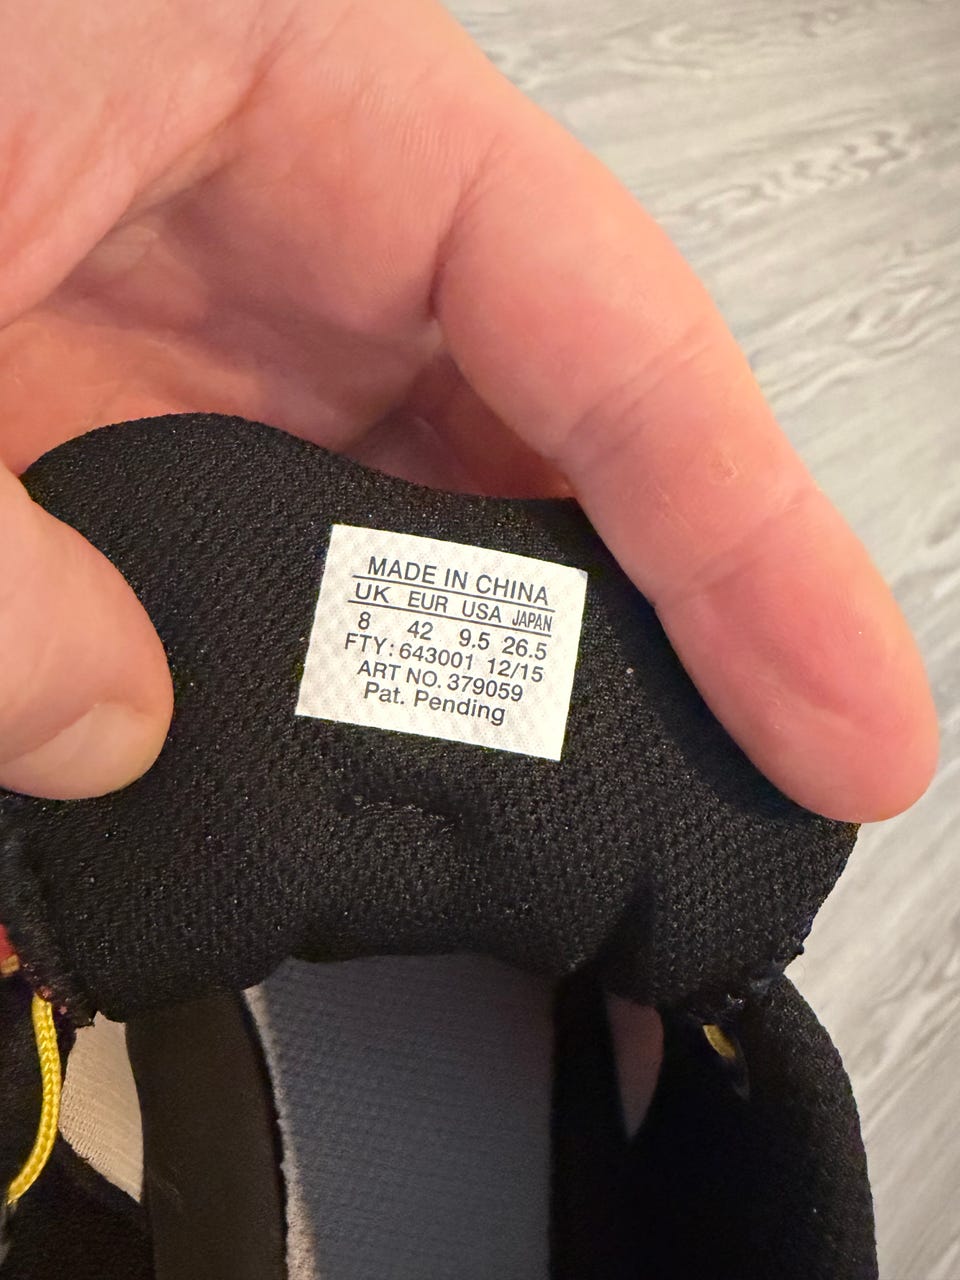 MADE IN CHINA
UK EUR USA JAPAN
8 42 9.5 26.5
FTY: 643001 12/15
ART NO. 379059
Pat. Pending